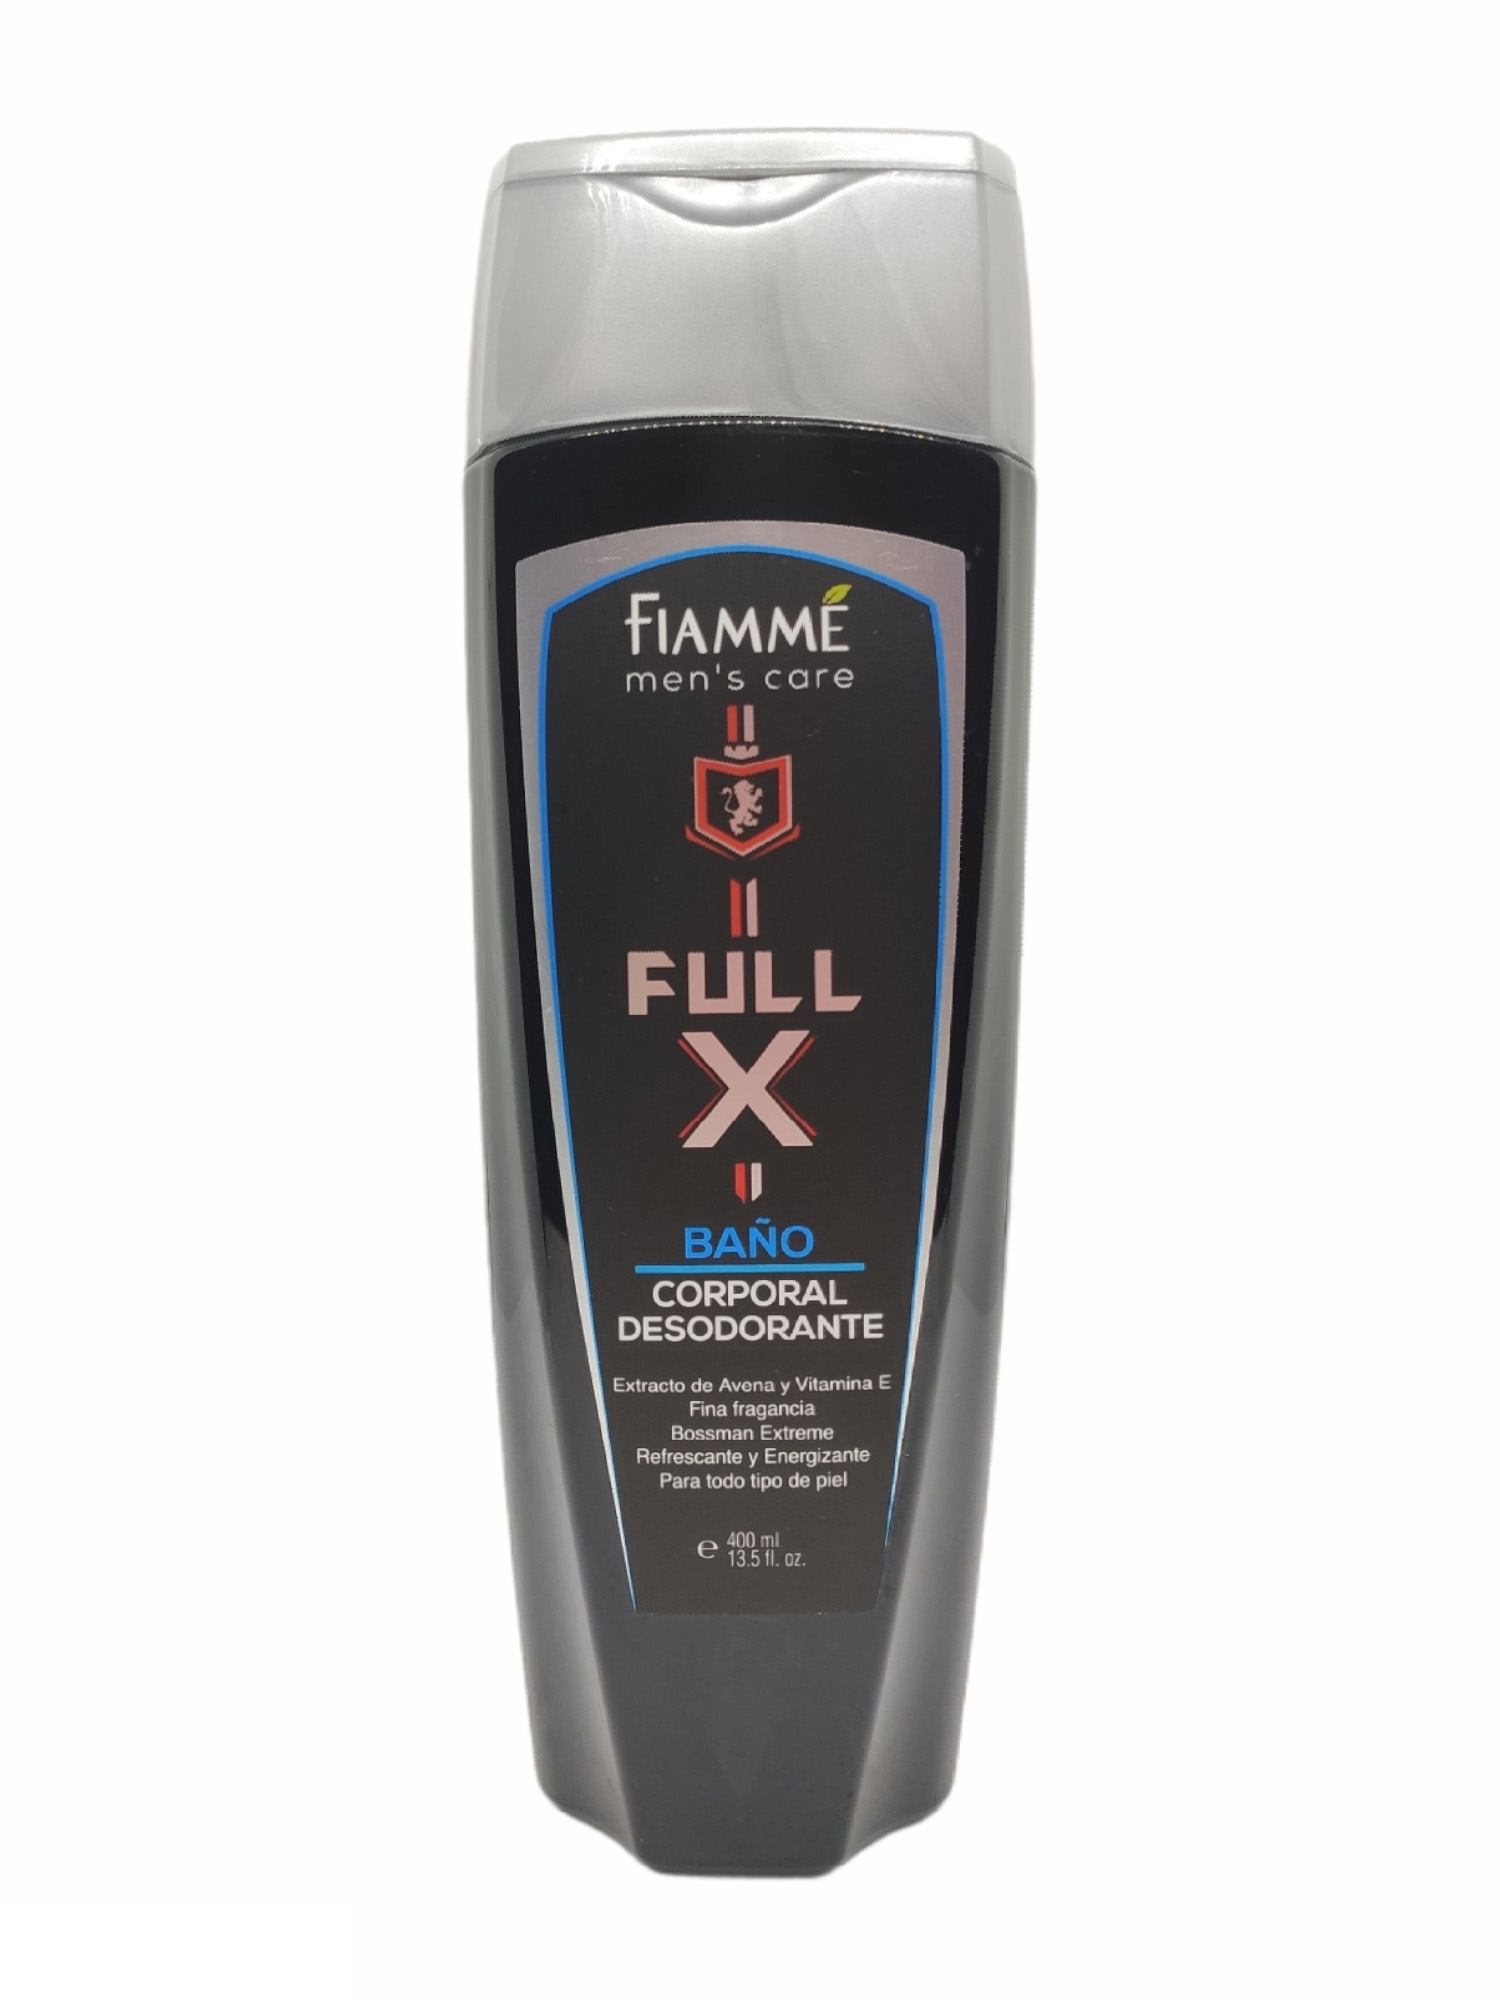 FIAMMÉ
men's care
FULL
X
BAÑO
CORPORAL
DESODORANTE
Extracto de Avena y Vitamina E
Fina fragancia
Bossman Extreme
Refrescante y Energizante
Para todo tipo de piel
℮ 400 ml
13.5 fl. oz.